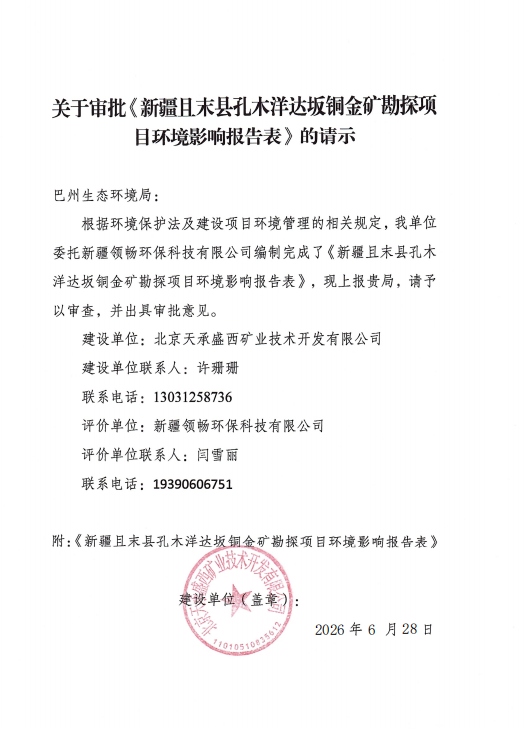 关于审批《新疆且末县孔木洋达坂铜金矿勘探项
目环境影响报告表》的请示
巴州生态环境局：
根据环境保护法及建设项目环境管理的相关规定，我单位
委托新疆领畅环保科技有限公司编制完成了《新疆且末县孔木
洋达坂铜金矿勘探项目环境影响报告表》，现上报贵局，请予
以审查，并出具审批意见。
建设单位：北京天承盛西矿业技术开发有限公司
建设单位联系人：许珊珊
联系电话：13031258736
评价单位：新疆领畅环保科技有限公司
评价单位联系人：闫雪丽
联系电话：19390606751
附：《新疆且末县孔木洋达坂铜金矿勘探项目环境影响报告表》
北京天承盛西矿业技术开发有限公司
建设单位（盖章）：
11010510835612
2026 年 6 月 28 日